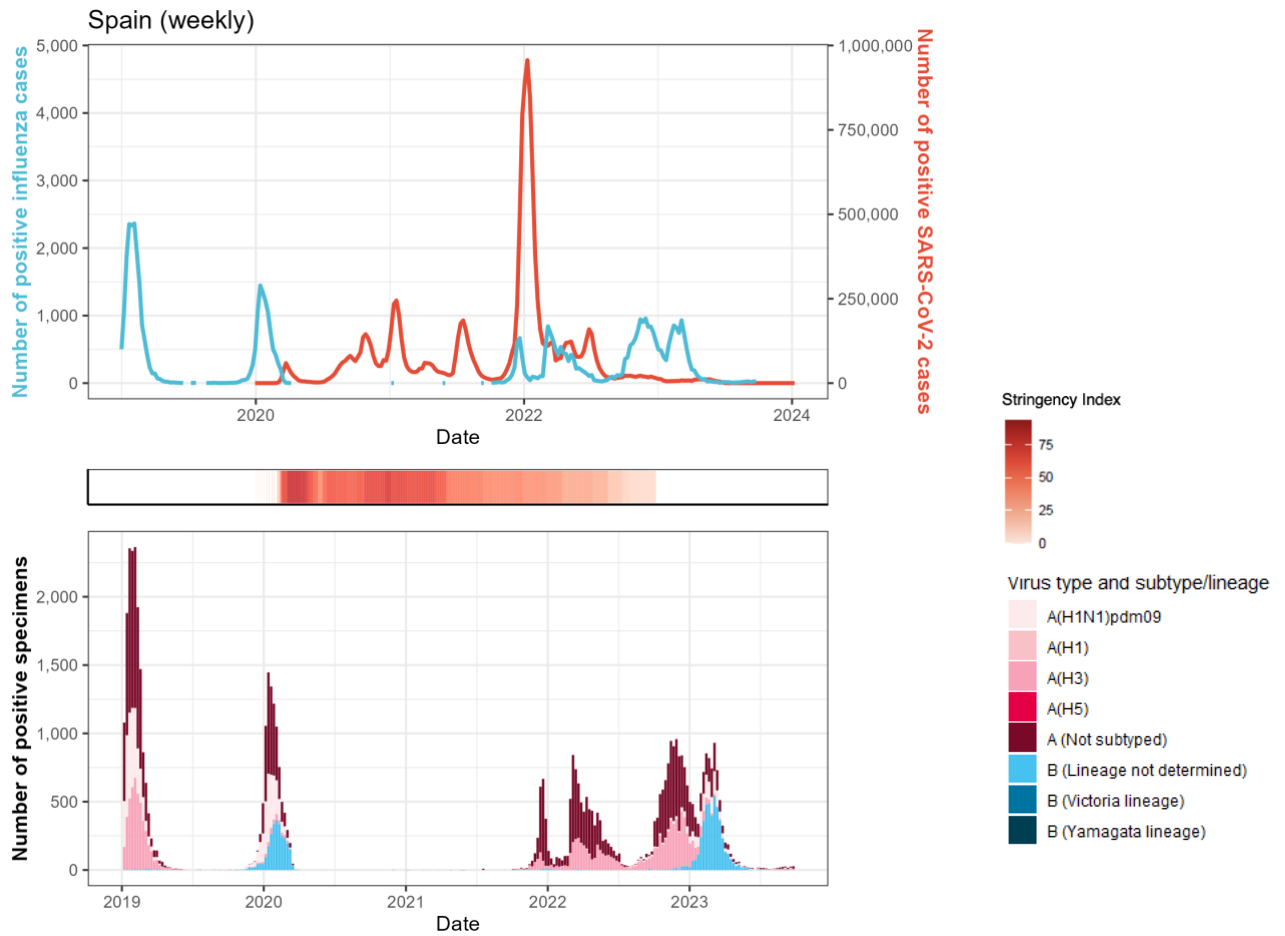 Spain (weekly)
Number of positive influenza cases
5,000
4,000
3,000
2,000
1,000
0
1,000,000
750,000
500,000
250,000
0
Number of positive SARS-CoV-2 cases
2020
2022
2024
Date
Stringency Index
75
50
25
0
Number of positive specimens
2,000
1,500
1,000
500
0
2019
2020
2021
2022
2023
Date
Virus type and subtype/lineage
A(H1N1)pdm09
A(H1)
A(H3)
A(H5)
A (Not subtyped)
B (Lineage not determined)
B (Victoria lineage)
B (Yamagata lineage)